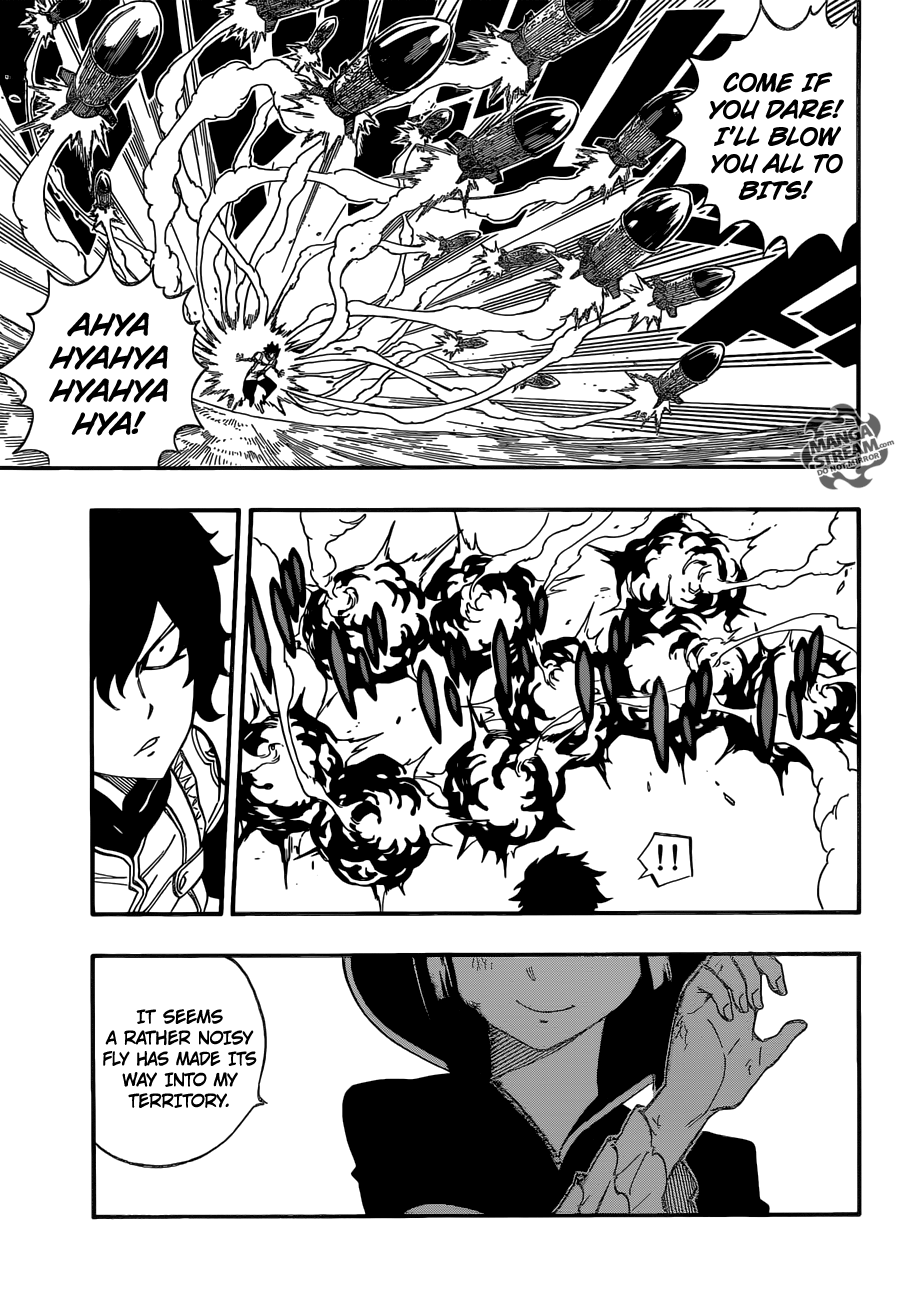 COME IF
YOU DARE!
I'LL BLOW
YOU ALL TO
BITS!
AHYA
HYAHYA
HYAHYA
HYA!
MANGA
STREAM.com
DO NOT MIRROR
!!
IT SEEMS
A RATHER NOISY
FLY HAS MADE ITS
WAY INTO MY
TERRITORY.